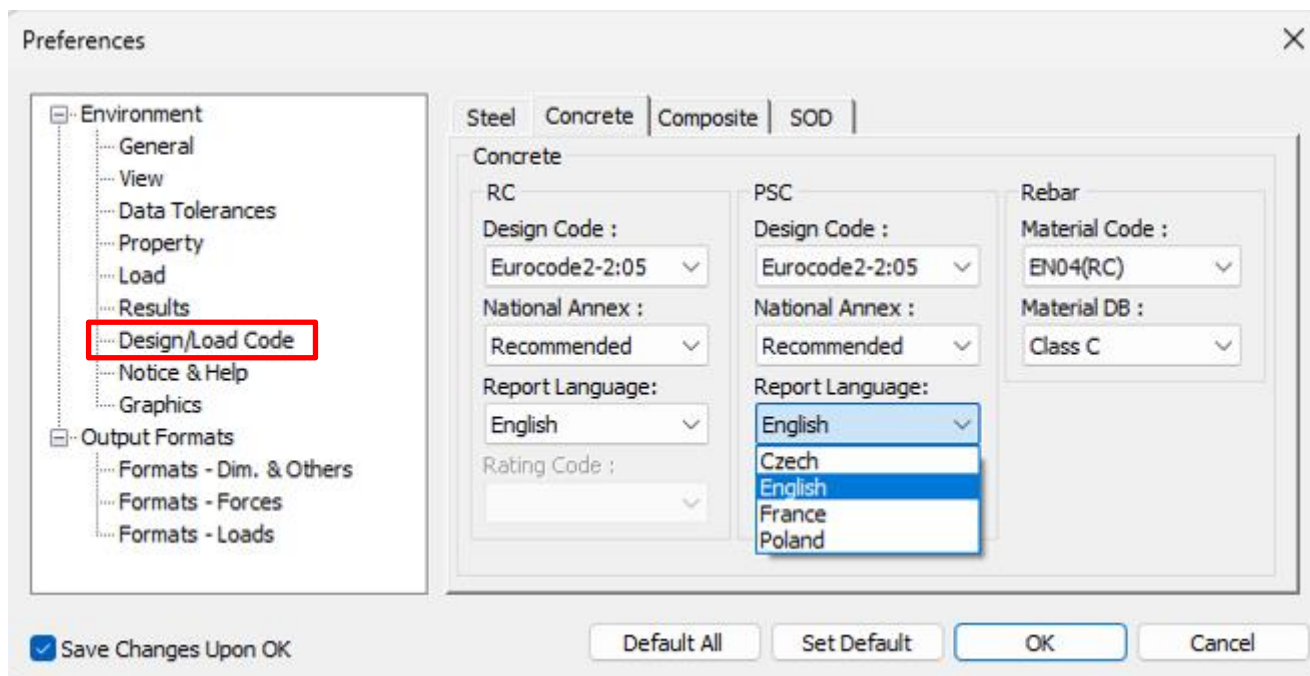 Preferences
Environment
General
View
Data Tolerances
Property
Load
Results
Design/Load Code
Notice & Help
Graphics
Output Formats
Formats - Dim. & Others
Formats - Forces
Formats - Loads
Steel Concrete Composite SOD
Concrete
RC
Design Code :
Eurocode2-2:05
National Annex :
Recommended
Report Language:
English
Rating Code :
PSC
Design Code :
Eurocode2-2:05
National Annex :
Recommended
Report Language:
English
Czech
English
France
Poland
Rebar
Material Code :
EN04(RC)
Material DB :
Class C
Save Changes Upon OK
Default All Set Default OK Cancel